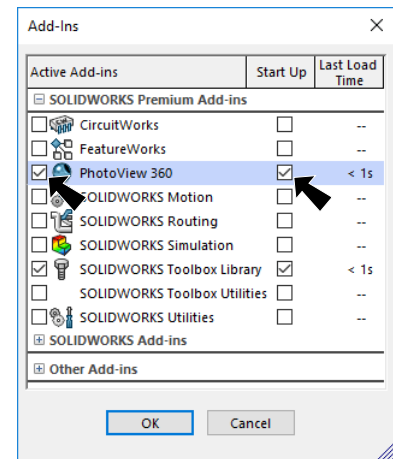 Add-Ins
Active Add-ins Start Up Last Load Time
SOLIDWORKS Premium Add-ins
CircuitWorks --
FeatureWorks --
PhotoView 360 < 1s
SOLIDWORKS Motion --
SOLIDWORKS Routing --
SOLIDWORKS Simulation --
SOLIDWORKS Toolbox Library < 1s
SOLIDWORKS Toolbox Utilities --
SOLIDWORKS Utilities --
SOLIDWORKS Add-ins
Other Add-ins
OK Cancel